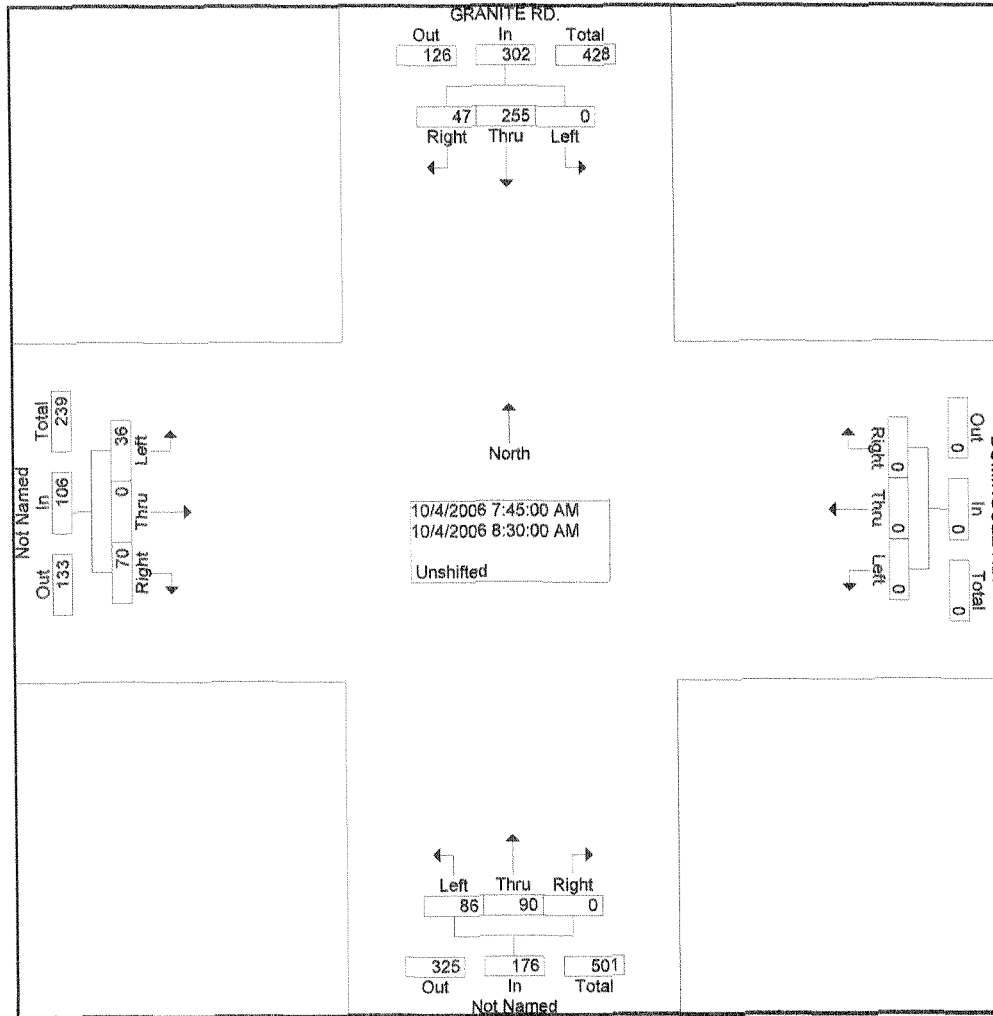 GRANITE RD.
Out In Total
126 302 428
47 255 0
Right Thru Left
North
10/4/2006 7:45:00 AM
10/4/2006 8:30:00 AM
Unshifted
Not Named
Out In Total
133 106 239
70 0 36
Right Thru Left
Out In Total
0 0 0
Right Thru Left
0 0 0
Left Thru Right
86 90 0
325 176 501
Out In Total
Not Named